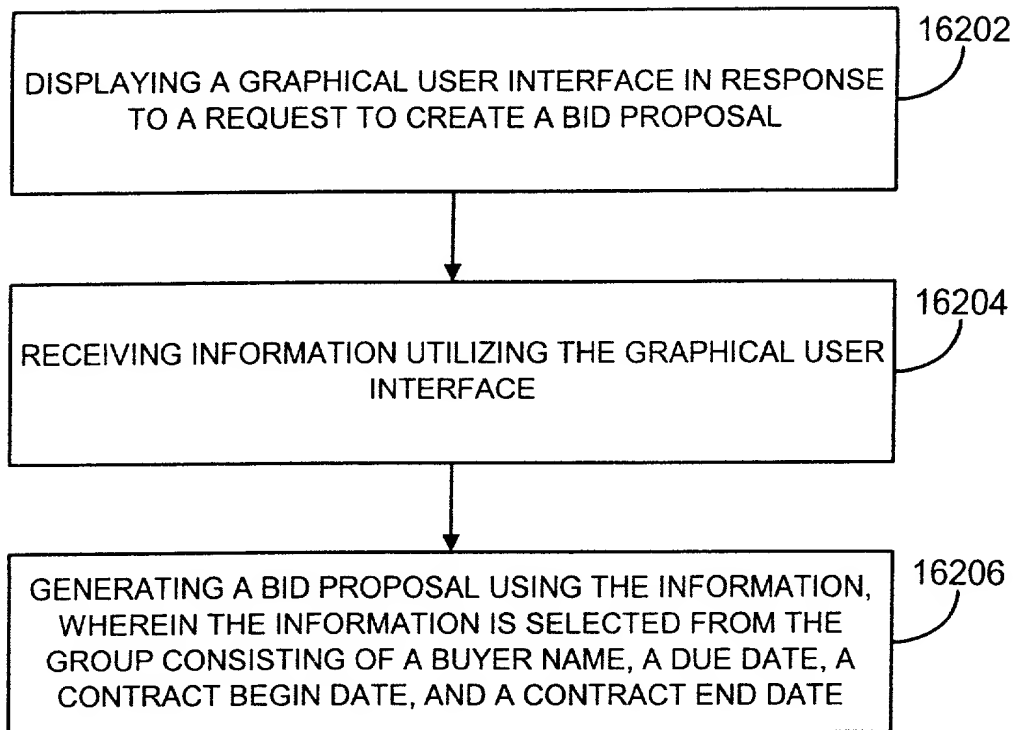 16202
DISPLAYING A GRAPHICAL USER INTERFACE IN RESPONSE
TO A REQUEST TO CREATE A BID PROPOSAL
16204
RECEIVING INFORMATION UTILIZING THE GRAPHICAL USER
INTERFACE
16206
GENERATING A BID PROPOSAL USING THE INFORMATION,
WHEREIN THE INFORMATION IS SELECTED FROM THE
GROUP CONSISTING OF A BUYER NAME, A DUE DATE, A
CONTRACT BEGIN DATE, AND A CONTRACT END DATE